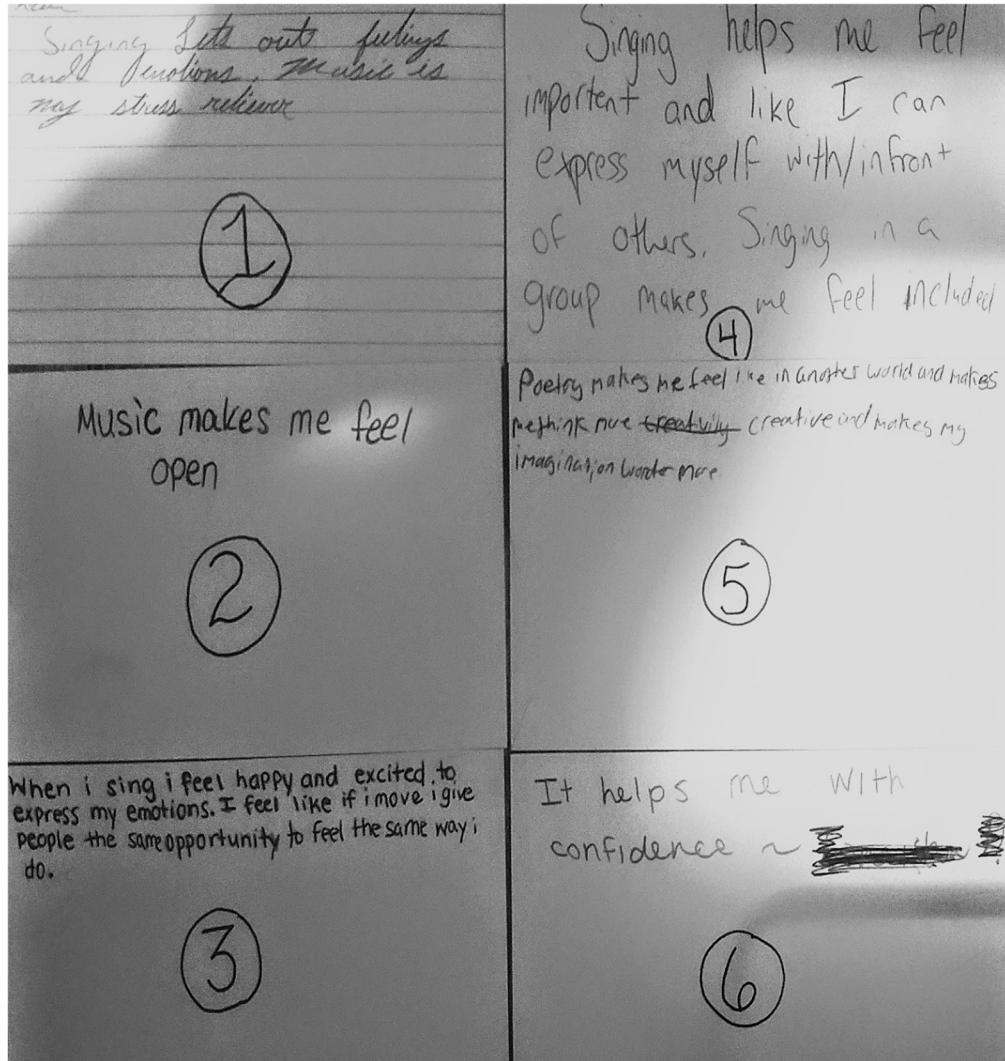 Singing Lets out feelings
and emotions. Music is
my stress reliever
1
Music makes me feel
open
2
When i sing i feel happy and excited to
express my emotions. I feel like if i move i give
people the same opportunity to feel the same way i
do.
3
Singing helps me feel
importent and like I can
express myself with/infront
of others. Singing in a
group makes me feel included
4
Poetry makes me feel like in another world and makes
me think more creative and makes my
imagination wonder more.
5
It helps me with
confidence ~
6